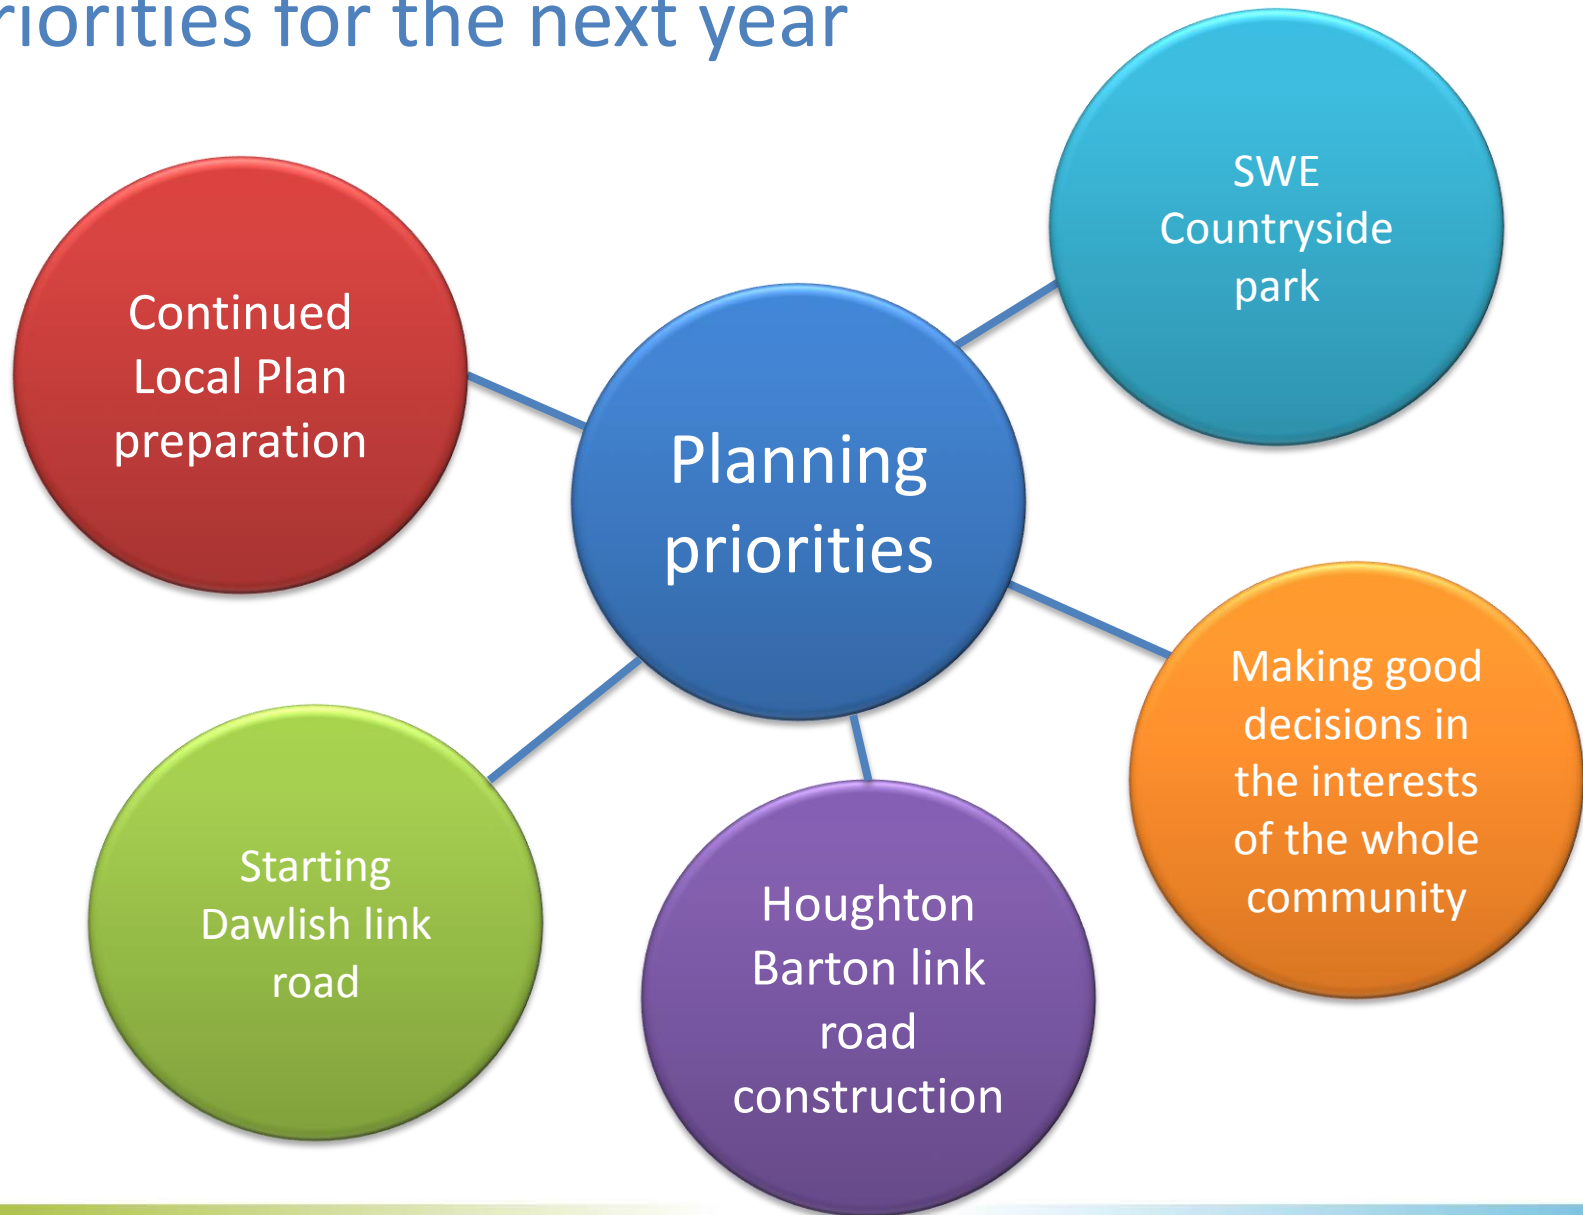 riorities for the next year
SWE
Countryside
park
Continued
Local Plan
preparation
Planning
priorities
Making good
decisions in
the interests
of the whole
community
Starting
Dawlish link
road
Houghton
Barton link
road
construction